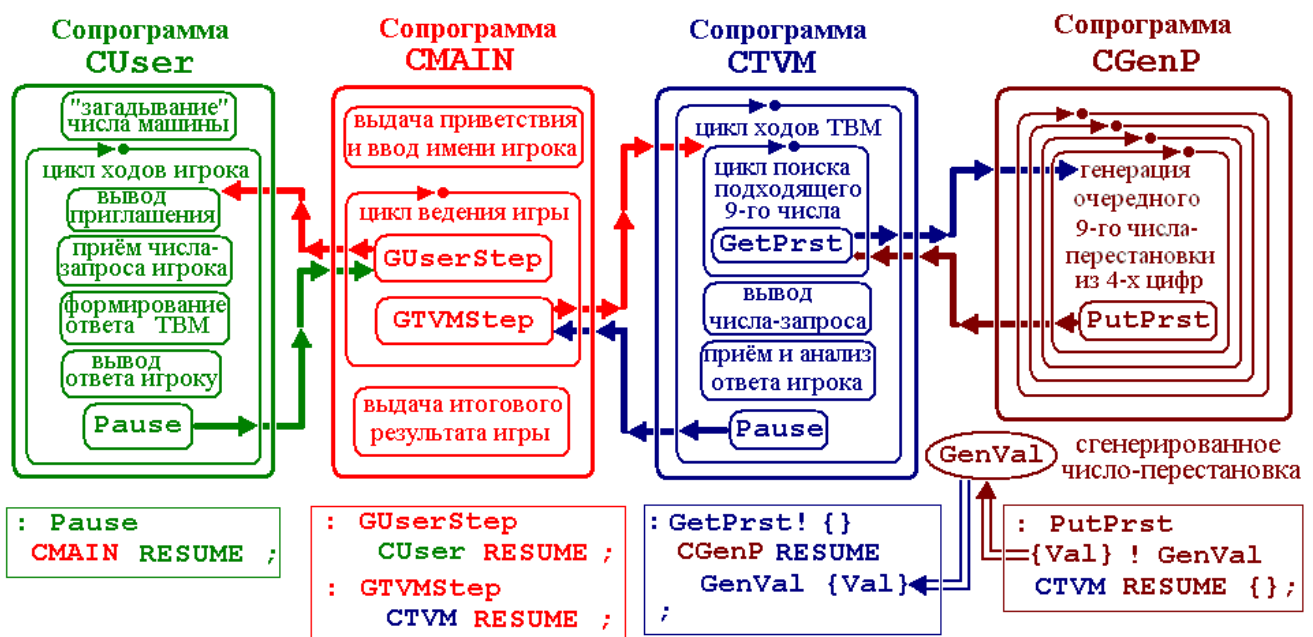 Сопрограмма
CUser
"загадывание"
числа машины
цикл ходов игрока
вывод
приглашения
приём числа-
запроса игрока
формирование
ответа ТВМ
вывод
ответа игроку
Pause
Сопрограмма
CMAIN
выдача приветствия
и ввод имени игрока
цикл ведения игры
GUserStep
GTVMStep
выдача итогового
результата игры
Сопрограмма
CTVM
цикл ходов ТВМ
цикл поиска
подходящего
9-го числа
GetPrst
вывод
числа-запроса
приём и анализ
ответа игрока
Pause
Сопрограмма
CGenP
генерация
очередного
9-го числа-
перестановки
из 4-х цифр
PutPrst
GenVal
сгенерированное
число-перестановка
: Pause
CMAIN RESUME ;
: GUserStep
CUser RESUME ;
: GTVMStep
CTVM RESUME ;
:GetPrst! {}
CGenP RESUME
GenVal {Val}
;
: PutPrst
{Val} ! GenVal
CTVM RESUME {};